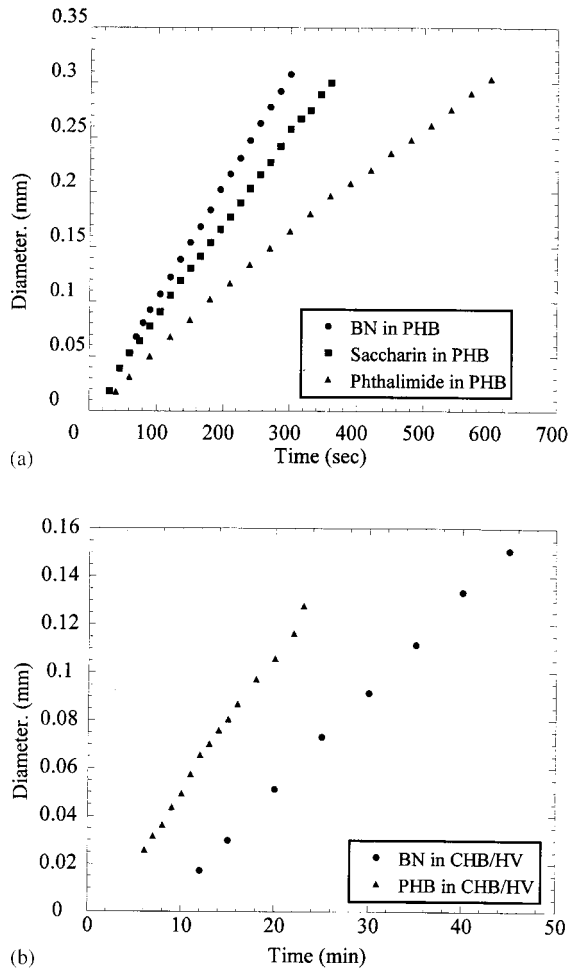 0.35
0.3
0.25
0.2
0.15
0.1
0.05
0
Diameter. (mm)
BN in PHB
Saccharin in PHB
Phthalimide in PHB
0 100 200 300 400 500 600 700
Time (sec)
(a)
0.16
0.14
0.12
0.1
0.08
0.06
0.04
0.02
0
Diameter. (mm)
BN in CHB/HV
PHB in CHB/HV
0 10 20 30 40 50
Time (min)
(b)